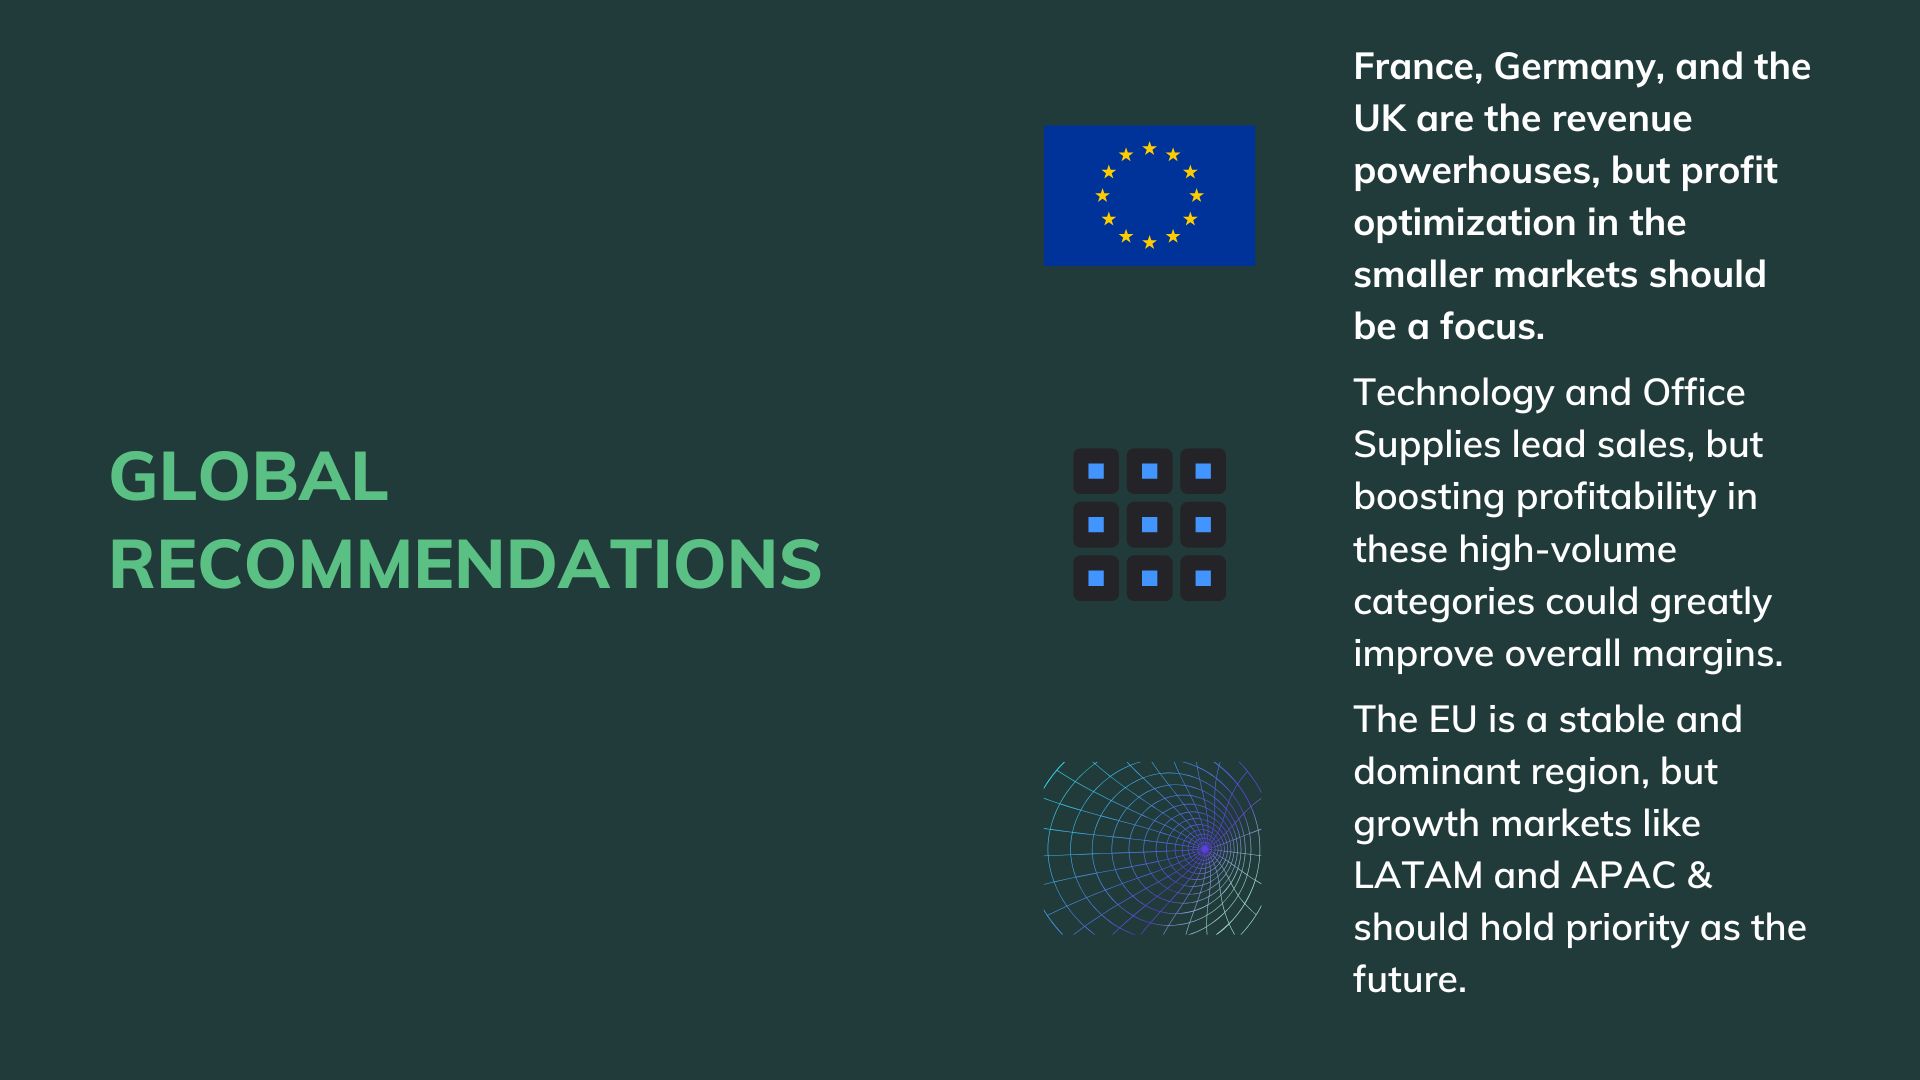 GLOBAL
RECOMMENDATIONS
France, Germany, and the
UK are the revenue
powerhouses, but profit
optimization in the
smaller markets should
be a focus.
Technology and Office
Supplies lead sales, but
boosting profitability in
these high-volume
categories could greatly
improve overall margins.
The EU is a stable and
dominant region, but
growth markets like
LATAM and APAC &
should hold priority as the
future.